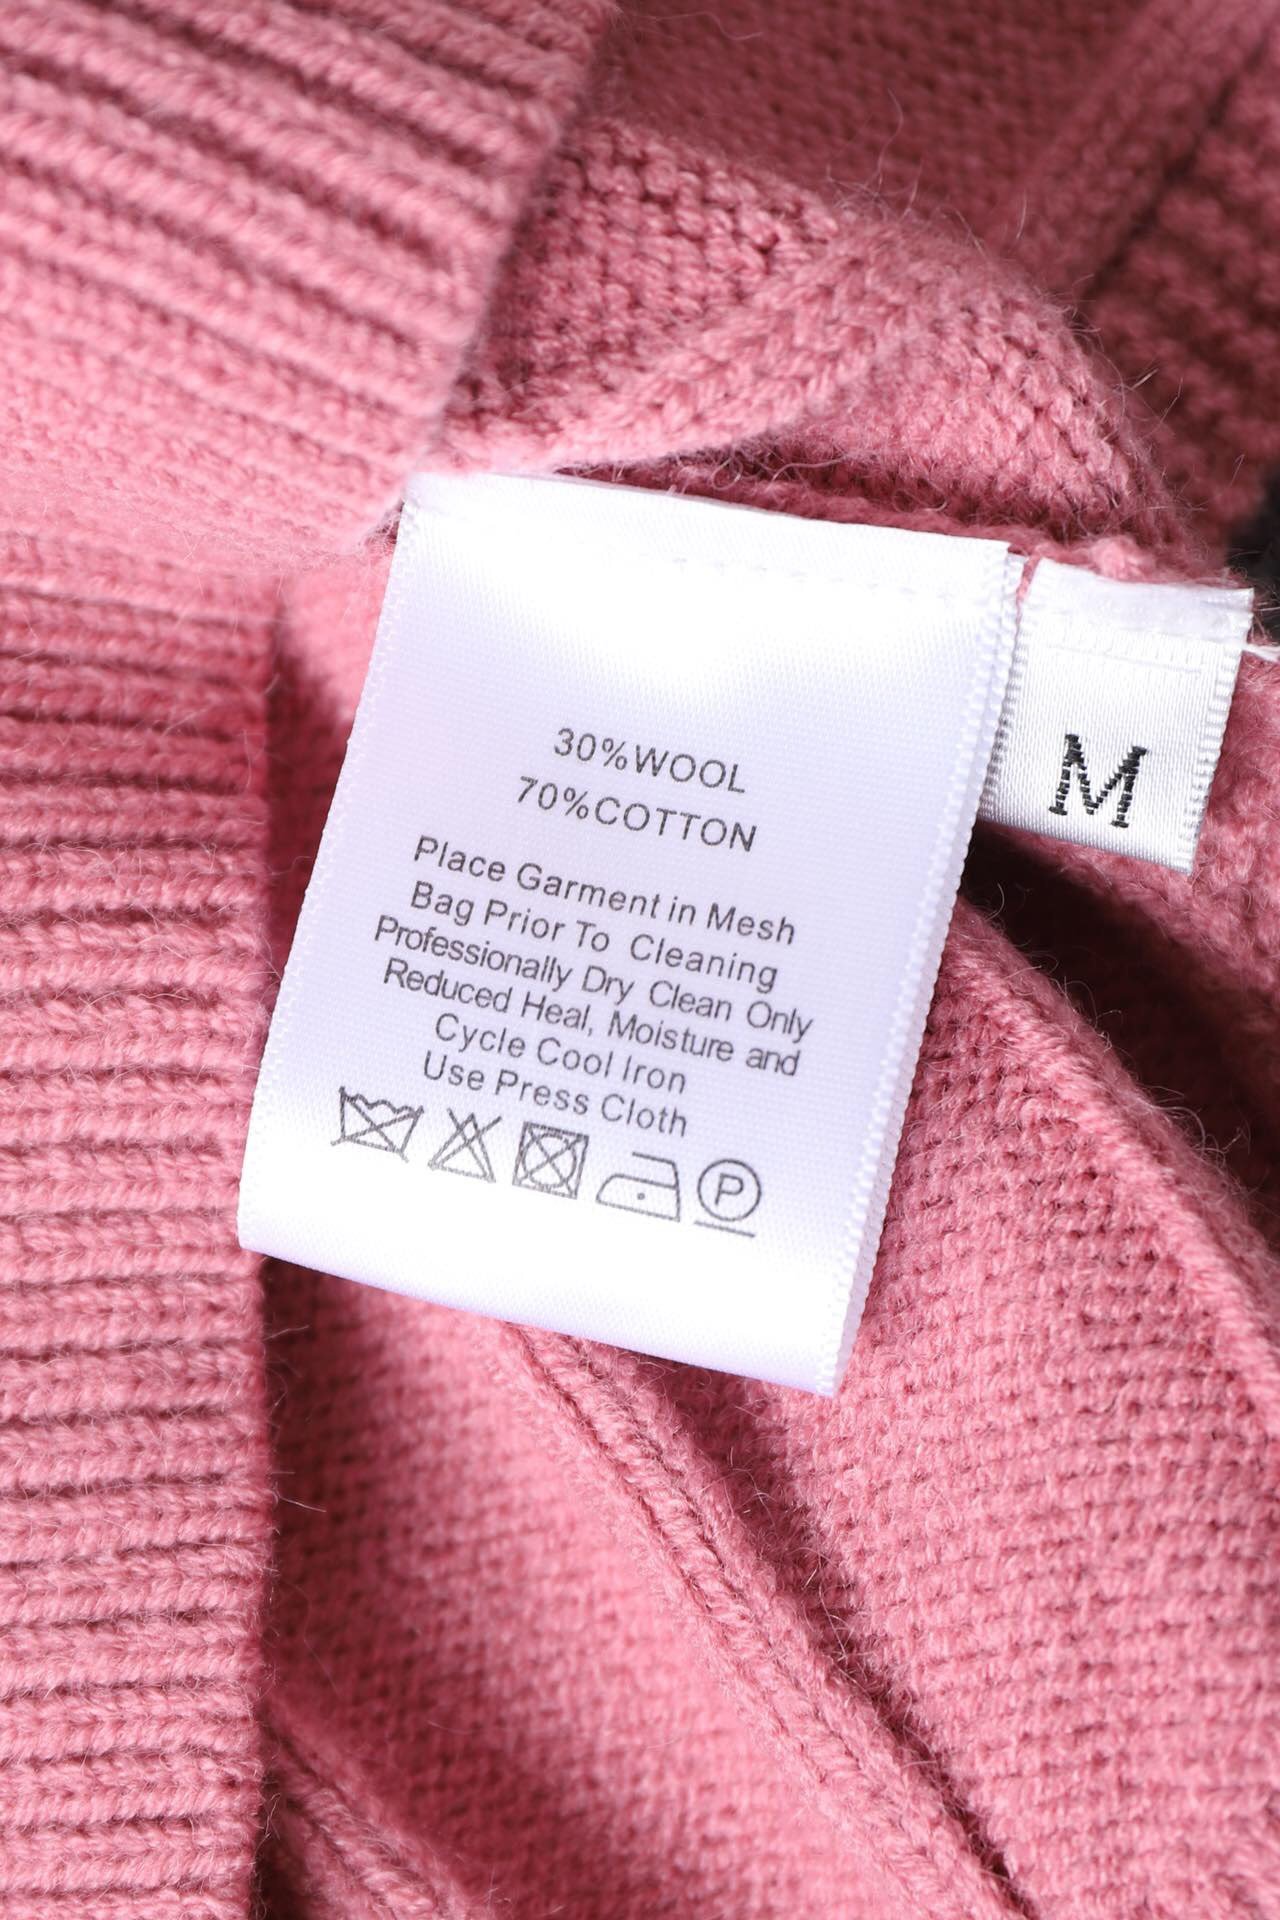 30%WOOL
70%COTTON
Place Garment in Mesh
Bag Prior To Cleaning
Professionally Dry Clean Only
Reduced Heal, Moisture and
Cycle Cool Iron
Use Press Cloth
P
M